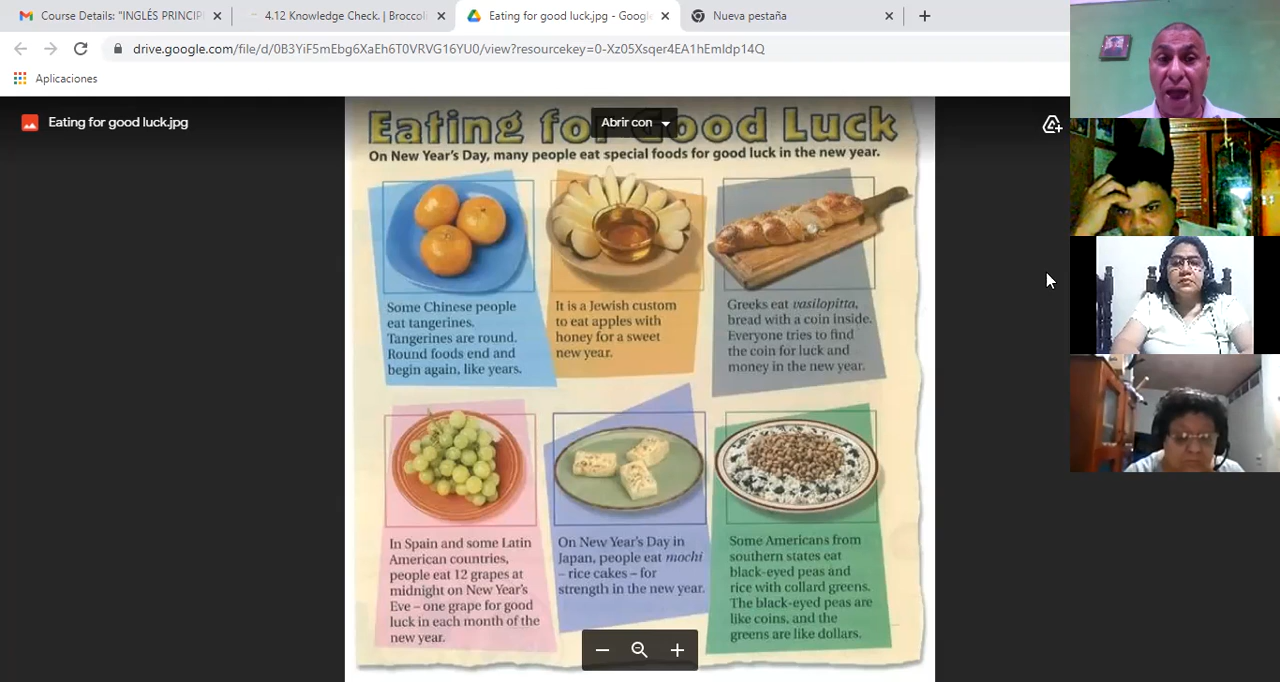 Course Details: "INGLÉS PRINCIP
4.12 Knowledge Check. | Broccoli
Eating for good luck.jpg - Google
Nueva pestaña
drive.google.com/file/d/0B3YiF5mEbg6XaEh6T0VRVG16YU0/view?resourcekey=0-Xz05Xsqer4EA1hEmIdp14Q
Aplicaciones
Eating for good luck.jpg
Abrir con
Eating for Good Luck
On New Year's Day, many people eat special foods for good luck in the new year.
Some Chinese people
eat tangerines.
Tangerines are round.
Round foods end and
begin again, like years.
It is a Jewish custom
to eat apples with
honey for a sweet
new year.
Greeks eat vasilopitta,
bread with a coin inside.
Everyone tries to find
the coin for luck and
money in the new year.
In Spain and some Latin
American countries,
people eat 12 grapes at
midnight on New Year's
Eve – one grape for good
luck in each month of the
new year.
On New Year's Day in
Japan, people eat mochi
– rice cakes – for
strength in the new year.
Some Americans from
southern states eat
black-eyed peas and
rice with collard greens.
The black-eyed peas are
like coins, and the
greens are like dollars.